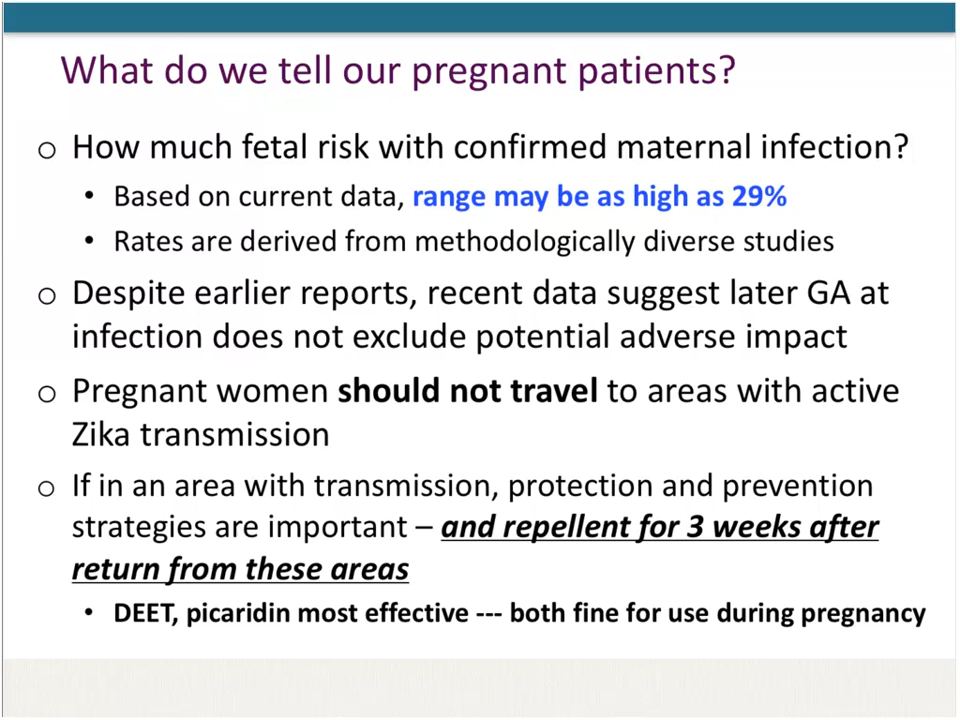 What do we tell our pregnant patients?
o How much fetal risk with confirmed maternal infection?
• Based on current data, range may be as high as 29%
• Rates are derived from methodologically diverse studies
o Despite earlier reports, recent data suggest later GA at
infection does not exclude potential adverse impact
o Pregnant women should not travel to areas with active
Zika transmission
o If in an area with transmission, protection and prevention
strategies are important – and repellent for 3 weeks after
return from these areas
• DEET, picaridin most effective --- both fine for use during pregnancy